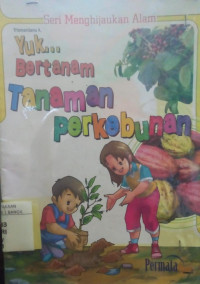 Seri Menghijaukan Alam
Yuk...
Bertanam
Tanaman
perkebunan
Permata